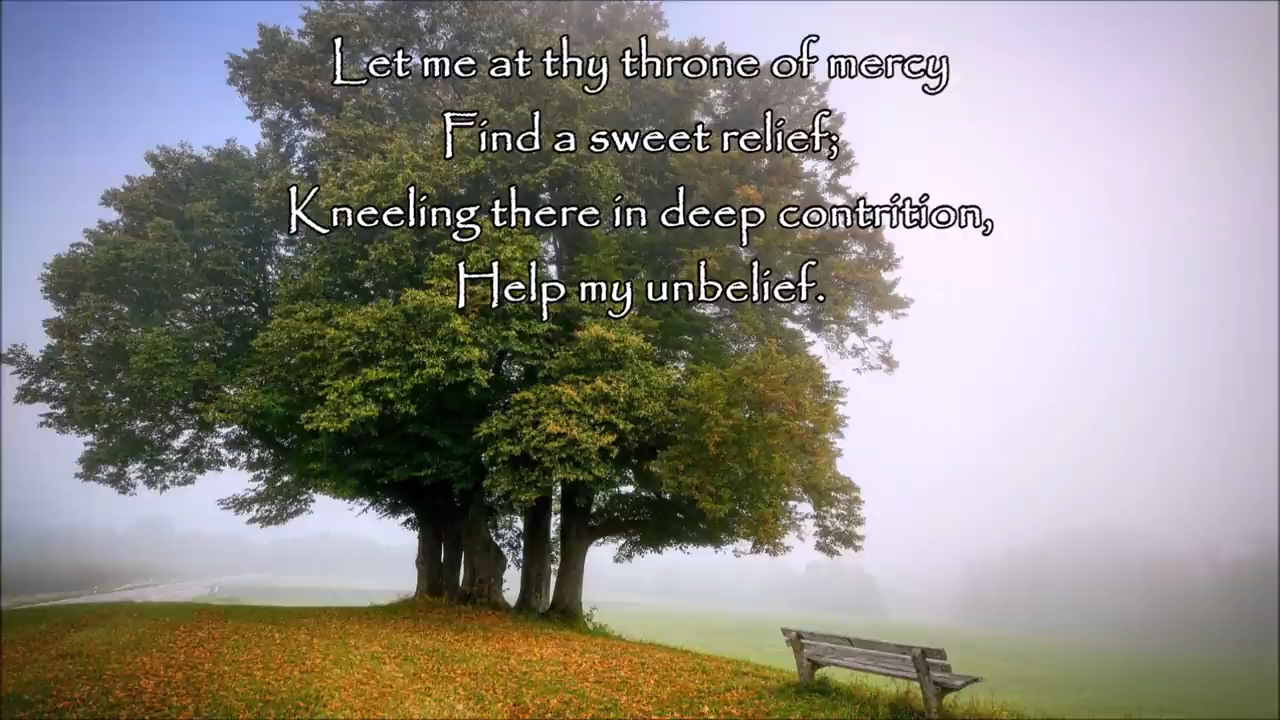 Let me at thy throne of mercy
Find a sweet relief;
Kneeling there in deep contrition,
Help my unbelief.